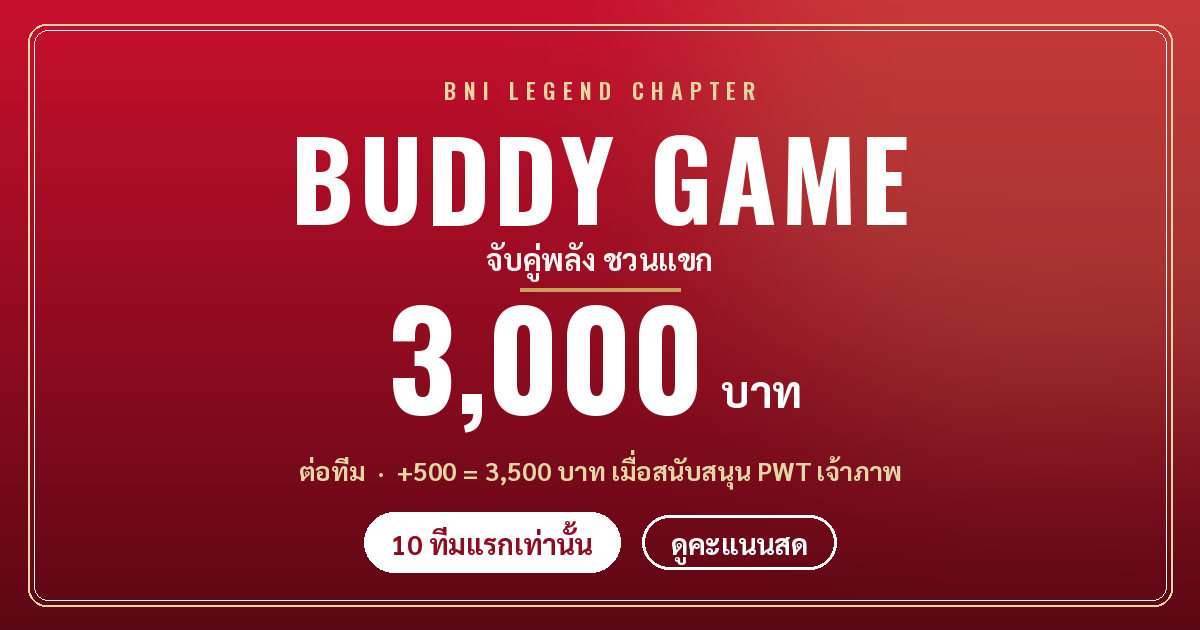 BNI LEGEND CHAPTER
BUDDY GAME
จับคู่พลัง ชวนแขก
3,000 บาท
ต่อทีม · +500 = 3,500 บาท เมื่อสนับสนุน PWT เจ้าภาพ
10 ทีมแรกเท่านั้น ดูคะแนนสด